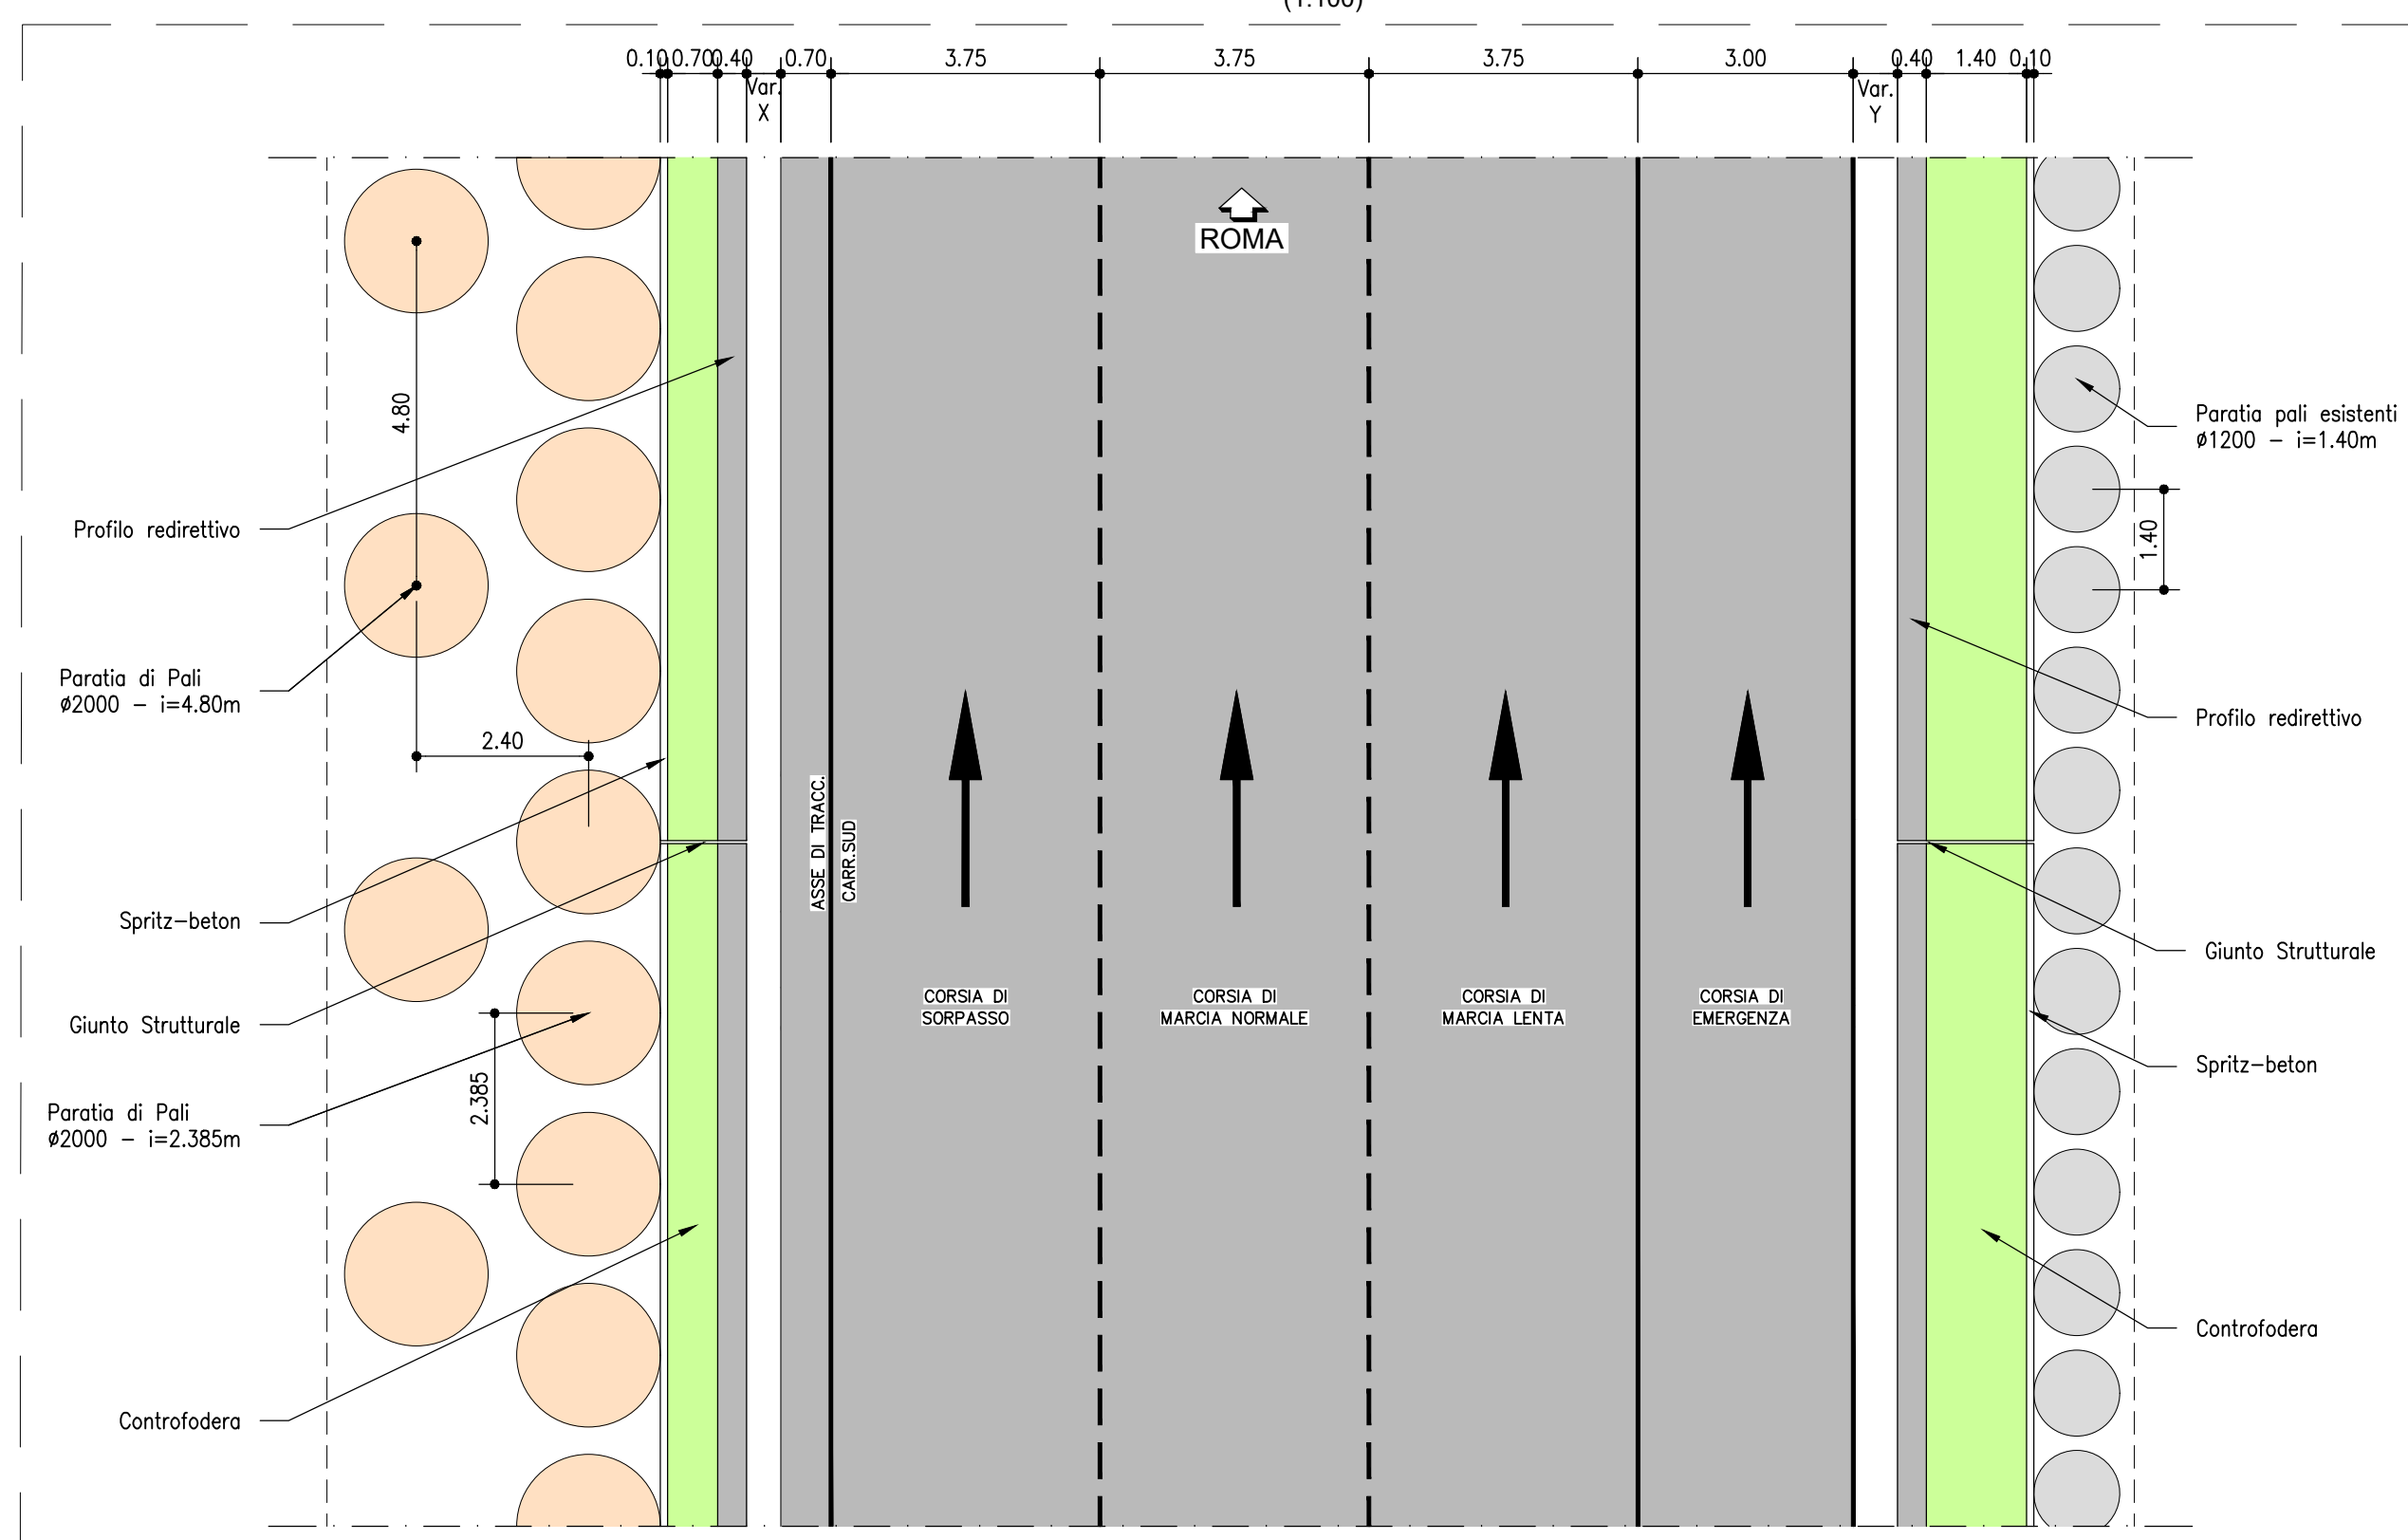 (1:100)
0.10 0.70 0.40 0.70 3.75 3.75 3.75 3.00 0.40 1.40 0.10
Var.
X
Var.
Y
ROMA
4.80
Paratia pali esistenti
ø1200 – i=1.40m
1.40
Profilo redirettivo
Paratia di Pali
ø2000 – i=4.80m
Profilo redirettivo
2.40
ASSE DI TRACC.
CARR.SUD
Spritz-beton
Giunto Strutturale
CORSIA DI
SORPASSO
CORSIA DI
MARCIA NORMALE
CORSIA DI
MARCIA LENTA
CORSIA DI
EMERGENZA
Giunto Strutturale
Spritz-beton
2.385
Paratia di Pali
ø2000 – i=2.385m
Controfodera
Controfodera